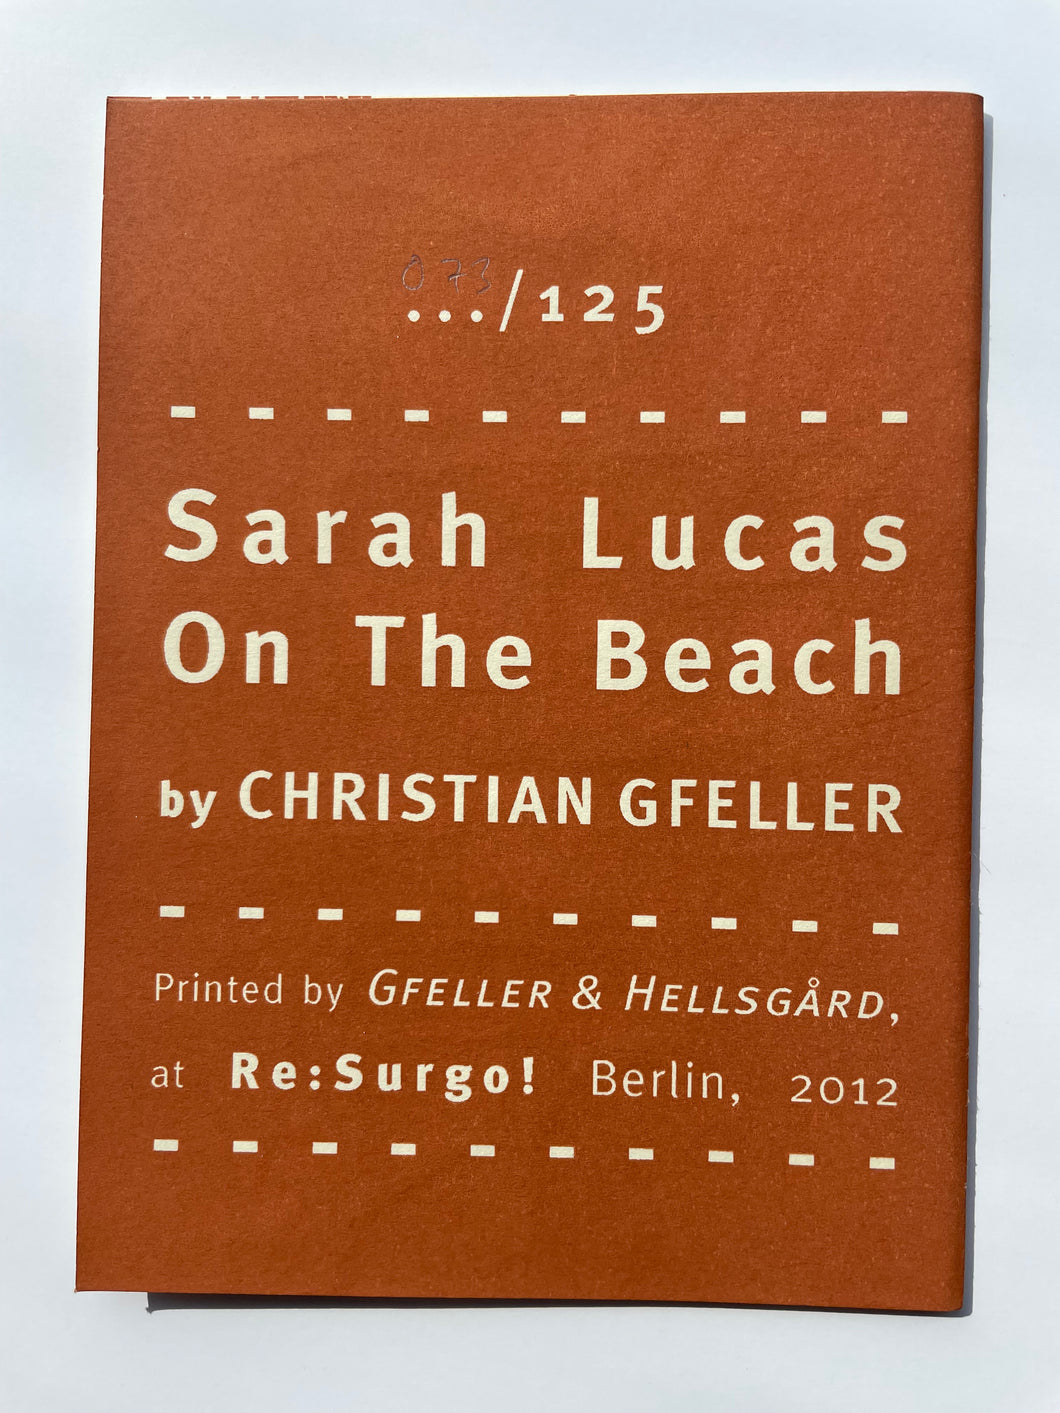 073
.../125
Sarah Lucas
On The Beach
by CHRISTIAN GFELLER
Printed by GFELLER & HELLSGÅRD,
at Re:Surgo! Berlin, 2012